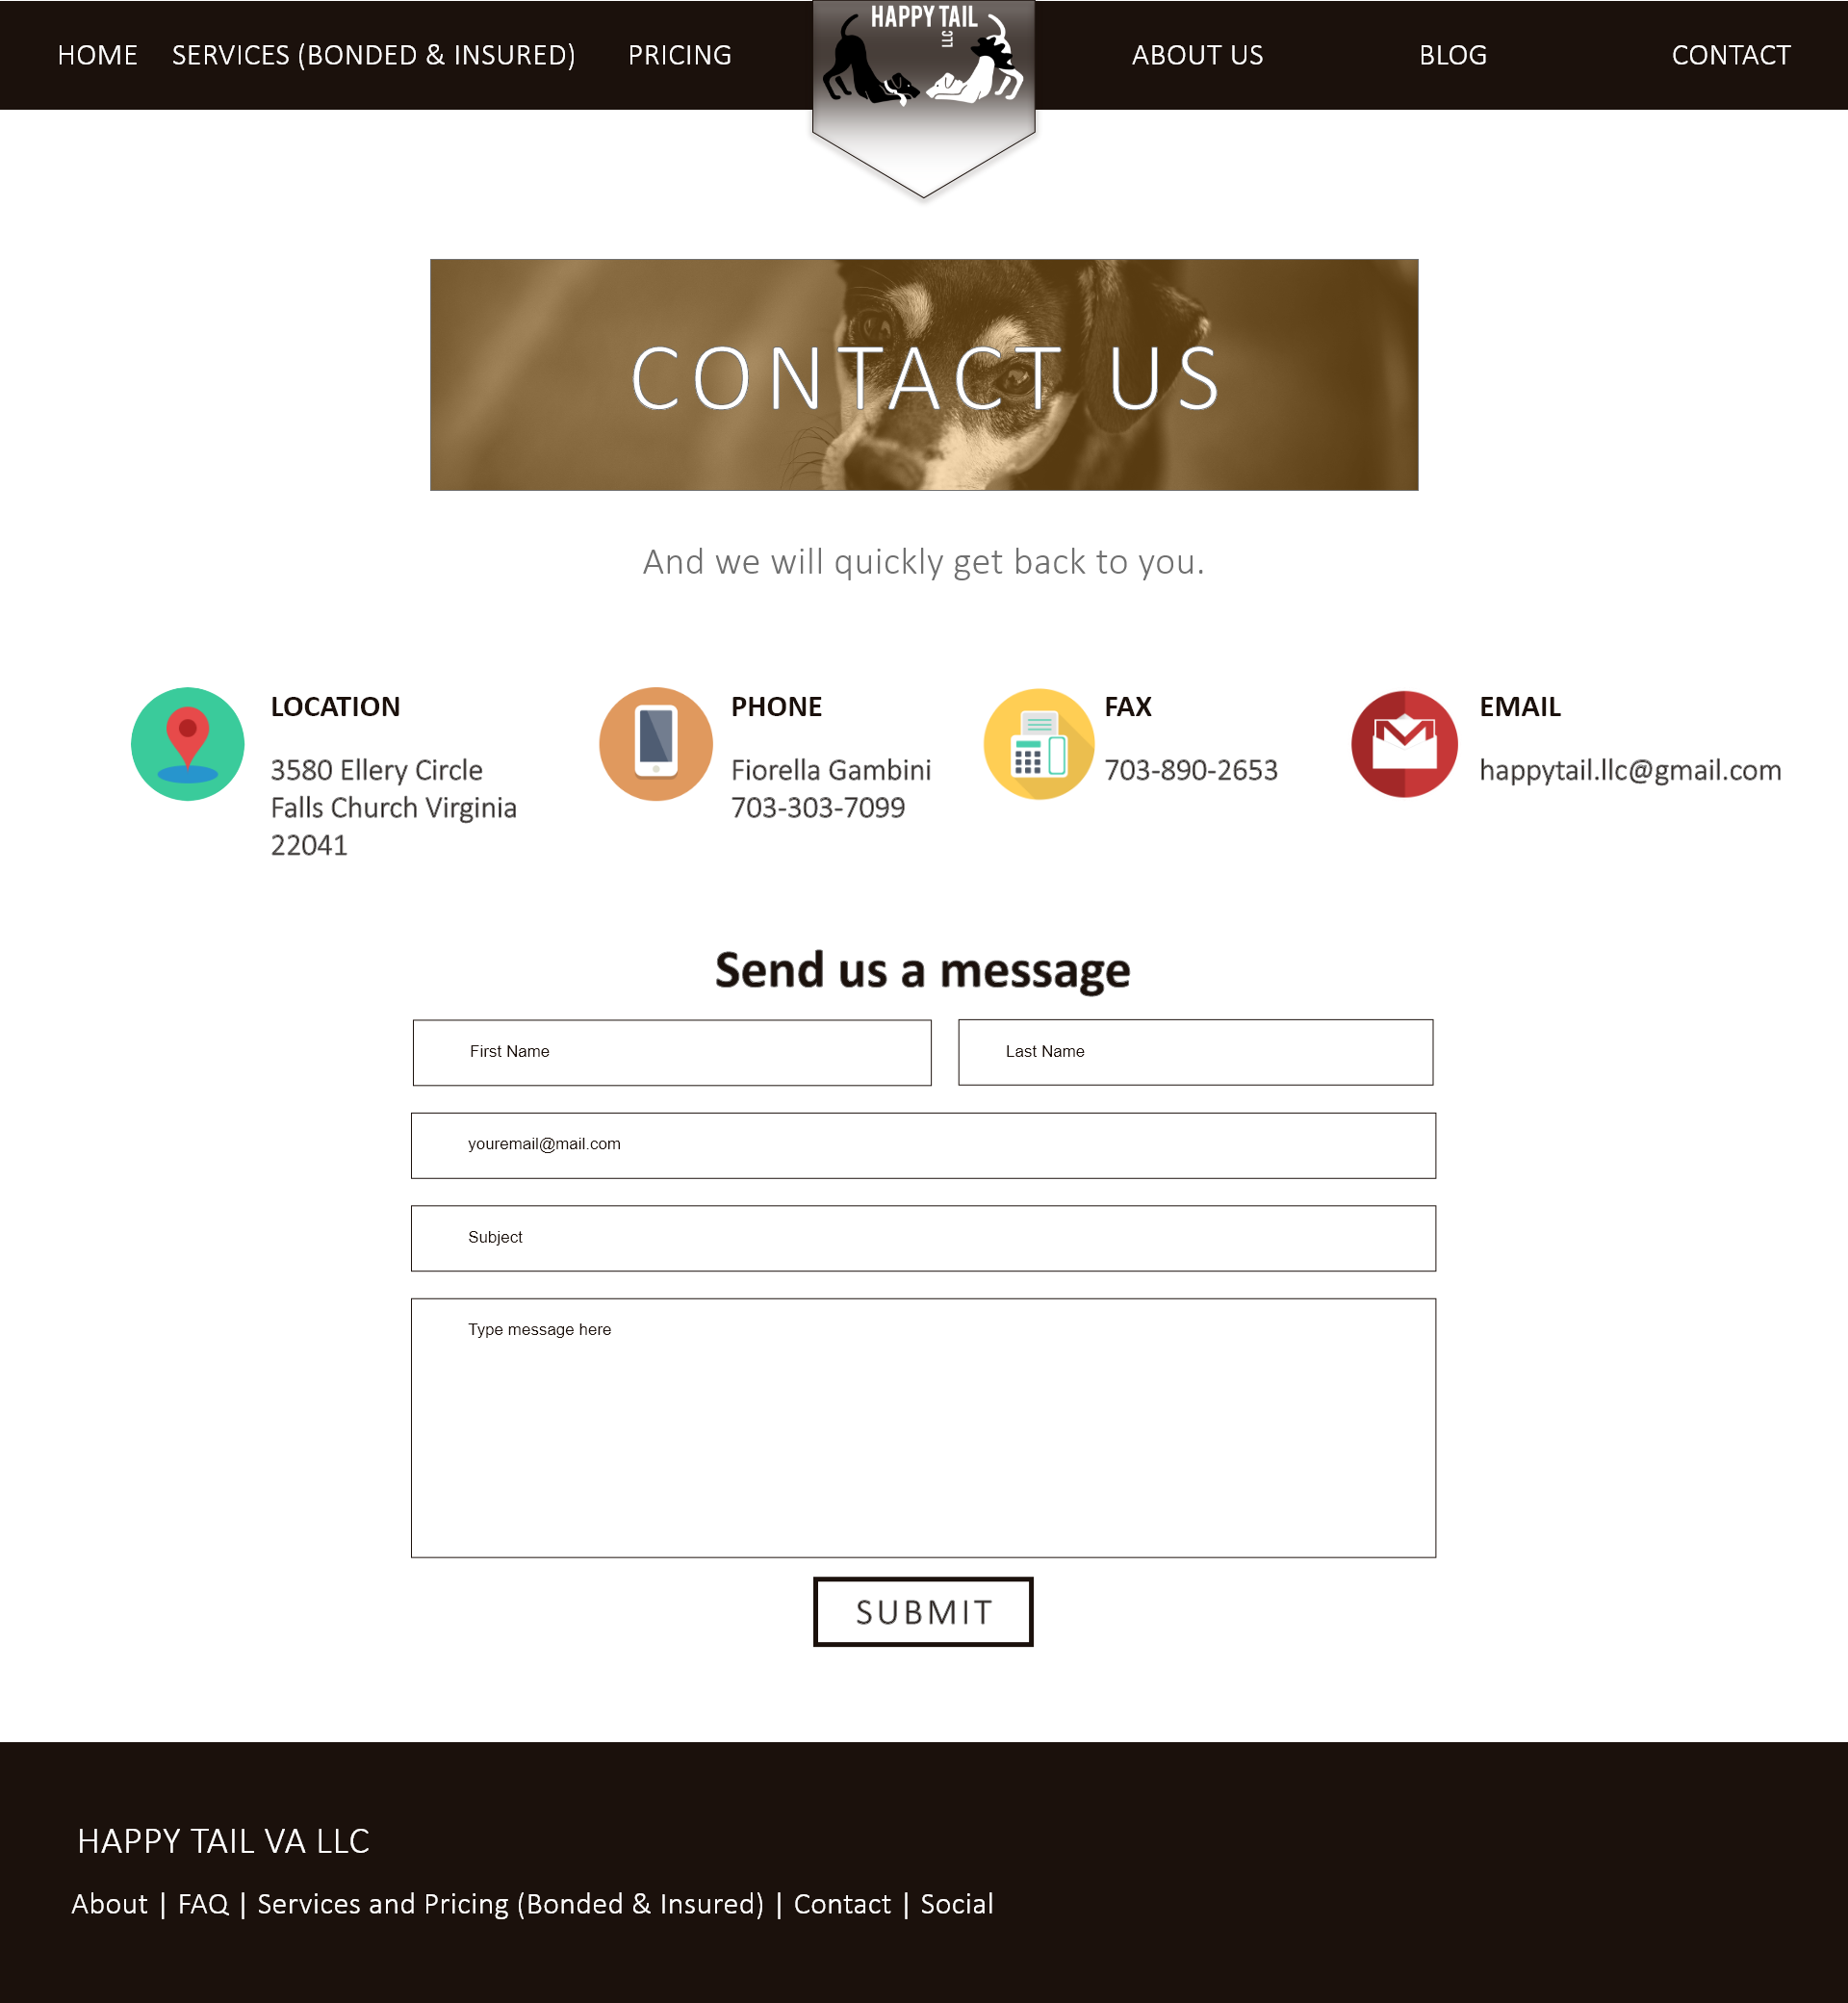 HOME SERVICES (BONDED & INSURED) PRICING HAPPY TAIL LLC ABOUT US BLOG CONTACT
CONTACT US
And we will quickly get back to you.
LOCATION
3580 Ellery Circle
Falls Church Virginia
22041
PHONE
Fiorella Gambini
703-303-7099
FAX
703-890-2653
EMAIL
happytail.llc@gmail.com
Send us a message
First Name Last Name
youremail@mail.com
Subject
Type message here
SUBMIT
HAPPY TAIL VA LLC
About | FAQ | Services and Pricing (Bonded & Insured) | Contact | Social